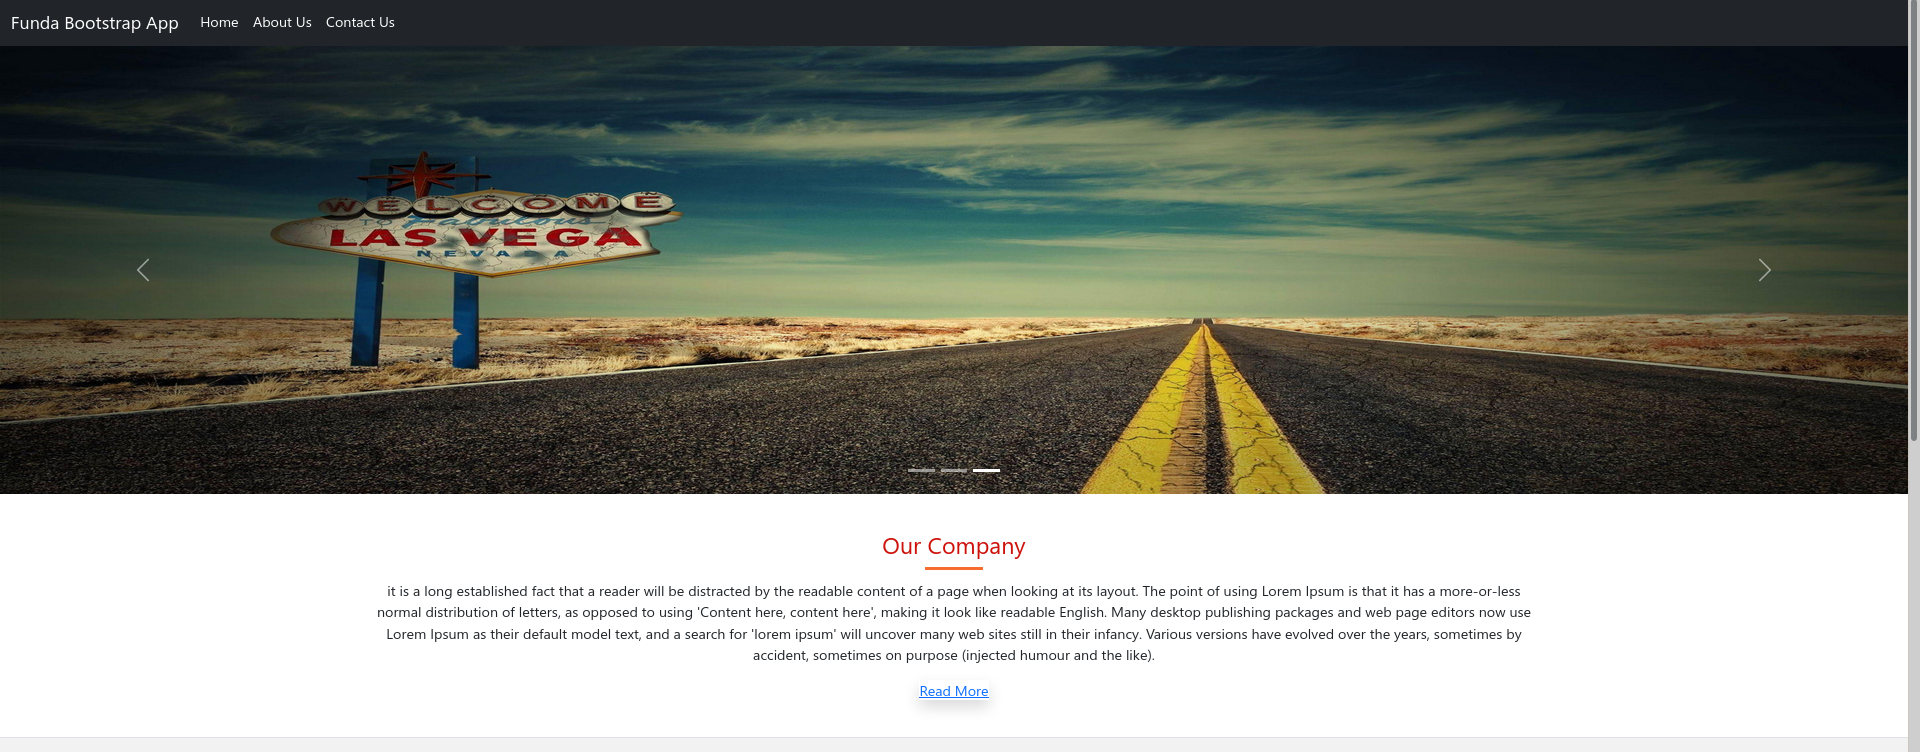 Funda Bootstrap App Home About Us Contact Us
WELCOME
TO Fabulous
LAS VEGA
NEVADA
Our Company
it is a long established fact that a reader will be distracted by the readable content of a page when looking at its layout. The point of using Lorem Ipsum is that it has a more-or-less
normal distribution of letters, as opposed to using 'Content here, content here', making it look like readable English. Many desktop publishing packages and web page editors now use
Lorem Ipsum as their default model text, and a search for 'lorem ipsum' will uncover many web sites still in their infancy. Various versions have evolved over the years, sometimes by
accident, sometimes on purpose (injected humour and the like).
Read More